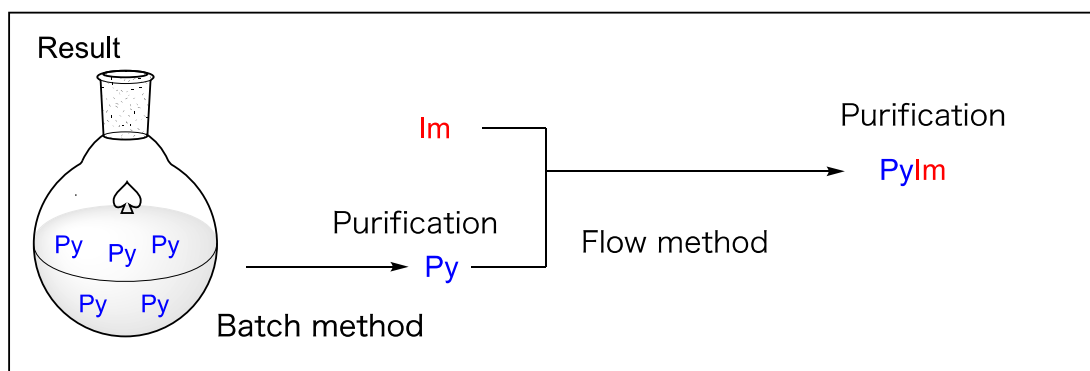 Result
Im
Purification
PyIm
Purification
Py
Py Py Py
Flow method
Py Py
Batch method